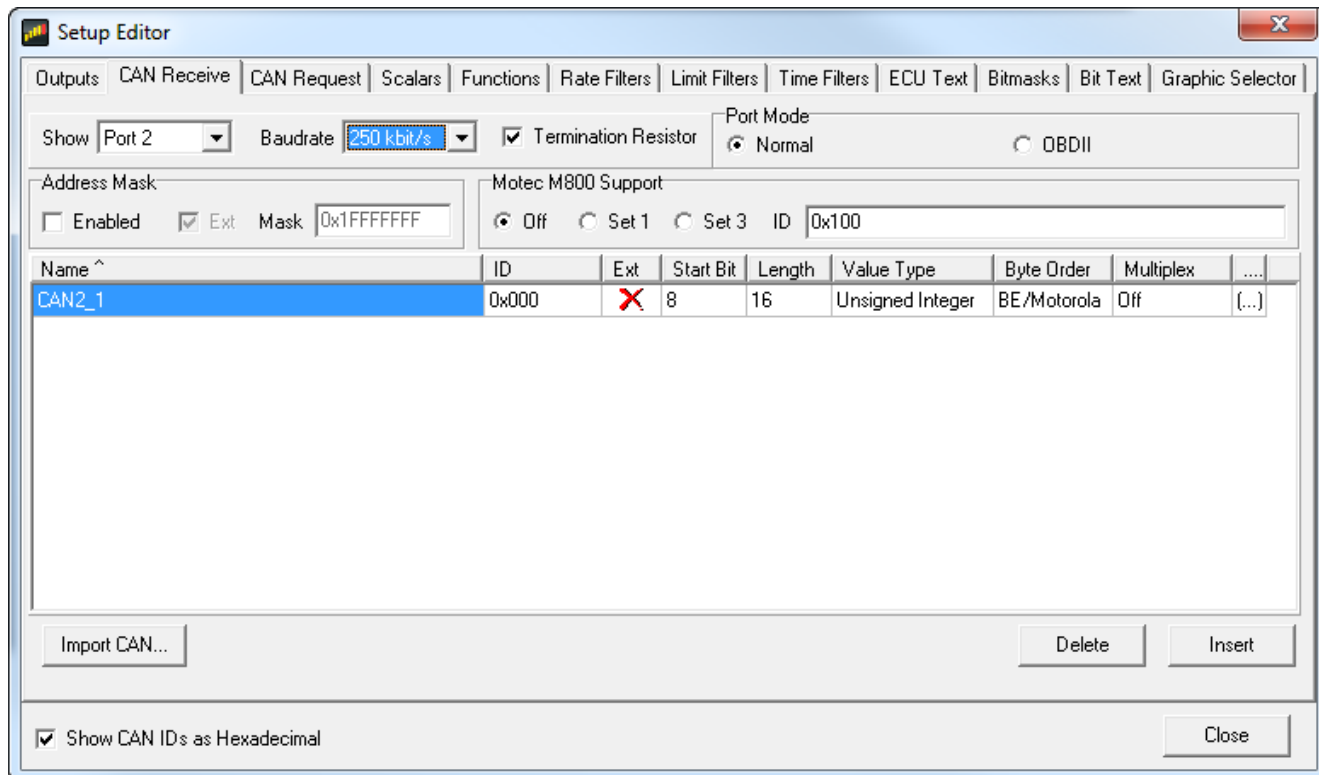 Setup Editor
Outputs CAN Receive CAN Request Scalars Functions Rate Filters Limit Filters Time Filters ECU Text Bitmasks Bit Text Graphic Selector
Show Port 2 Baudrate 250 kbit/s Termination Resistor Port Mode
Normal OBDII
Address Mask Motec M800 Support
Enabled Ext Mask 0x1FFFFFFF Off Set 1 Set 3 ID 0x100
Name ^ ID Ext Start Bit Length Value Type Byte Order Multiplex ....
CAN2_1 0x000 8 16 Unsigned Integer BE/Motorola Off (...)
Import CAN... Delete Insert
Show CAN IDs as Hexadecimal Close